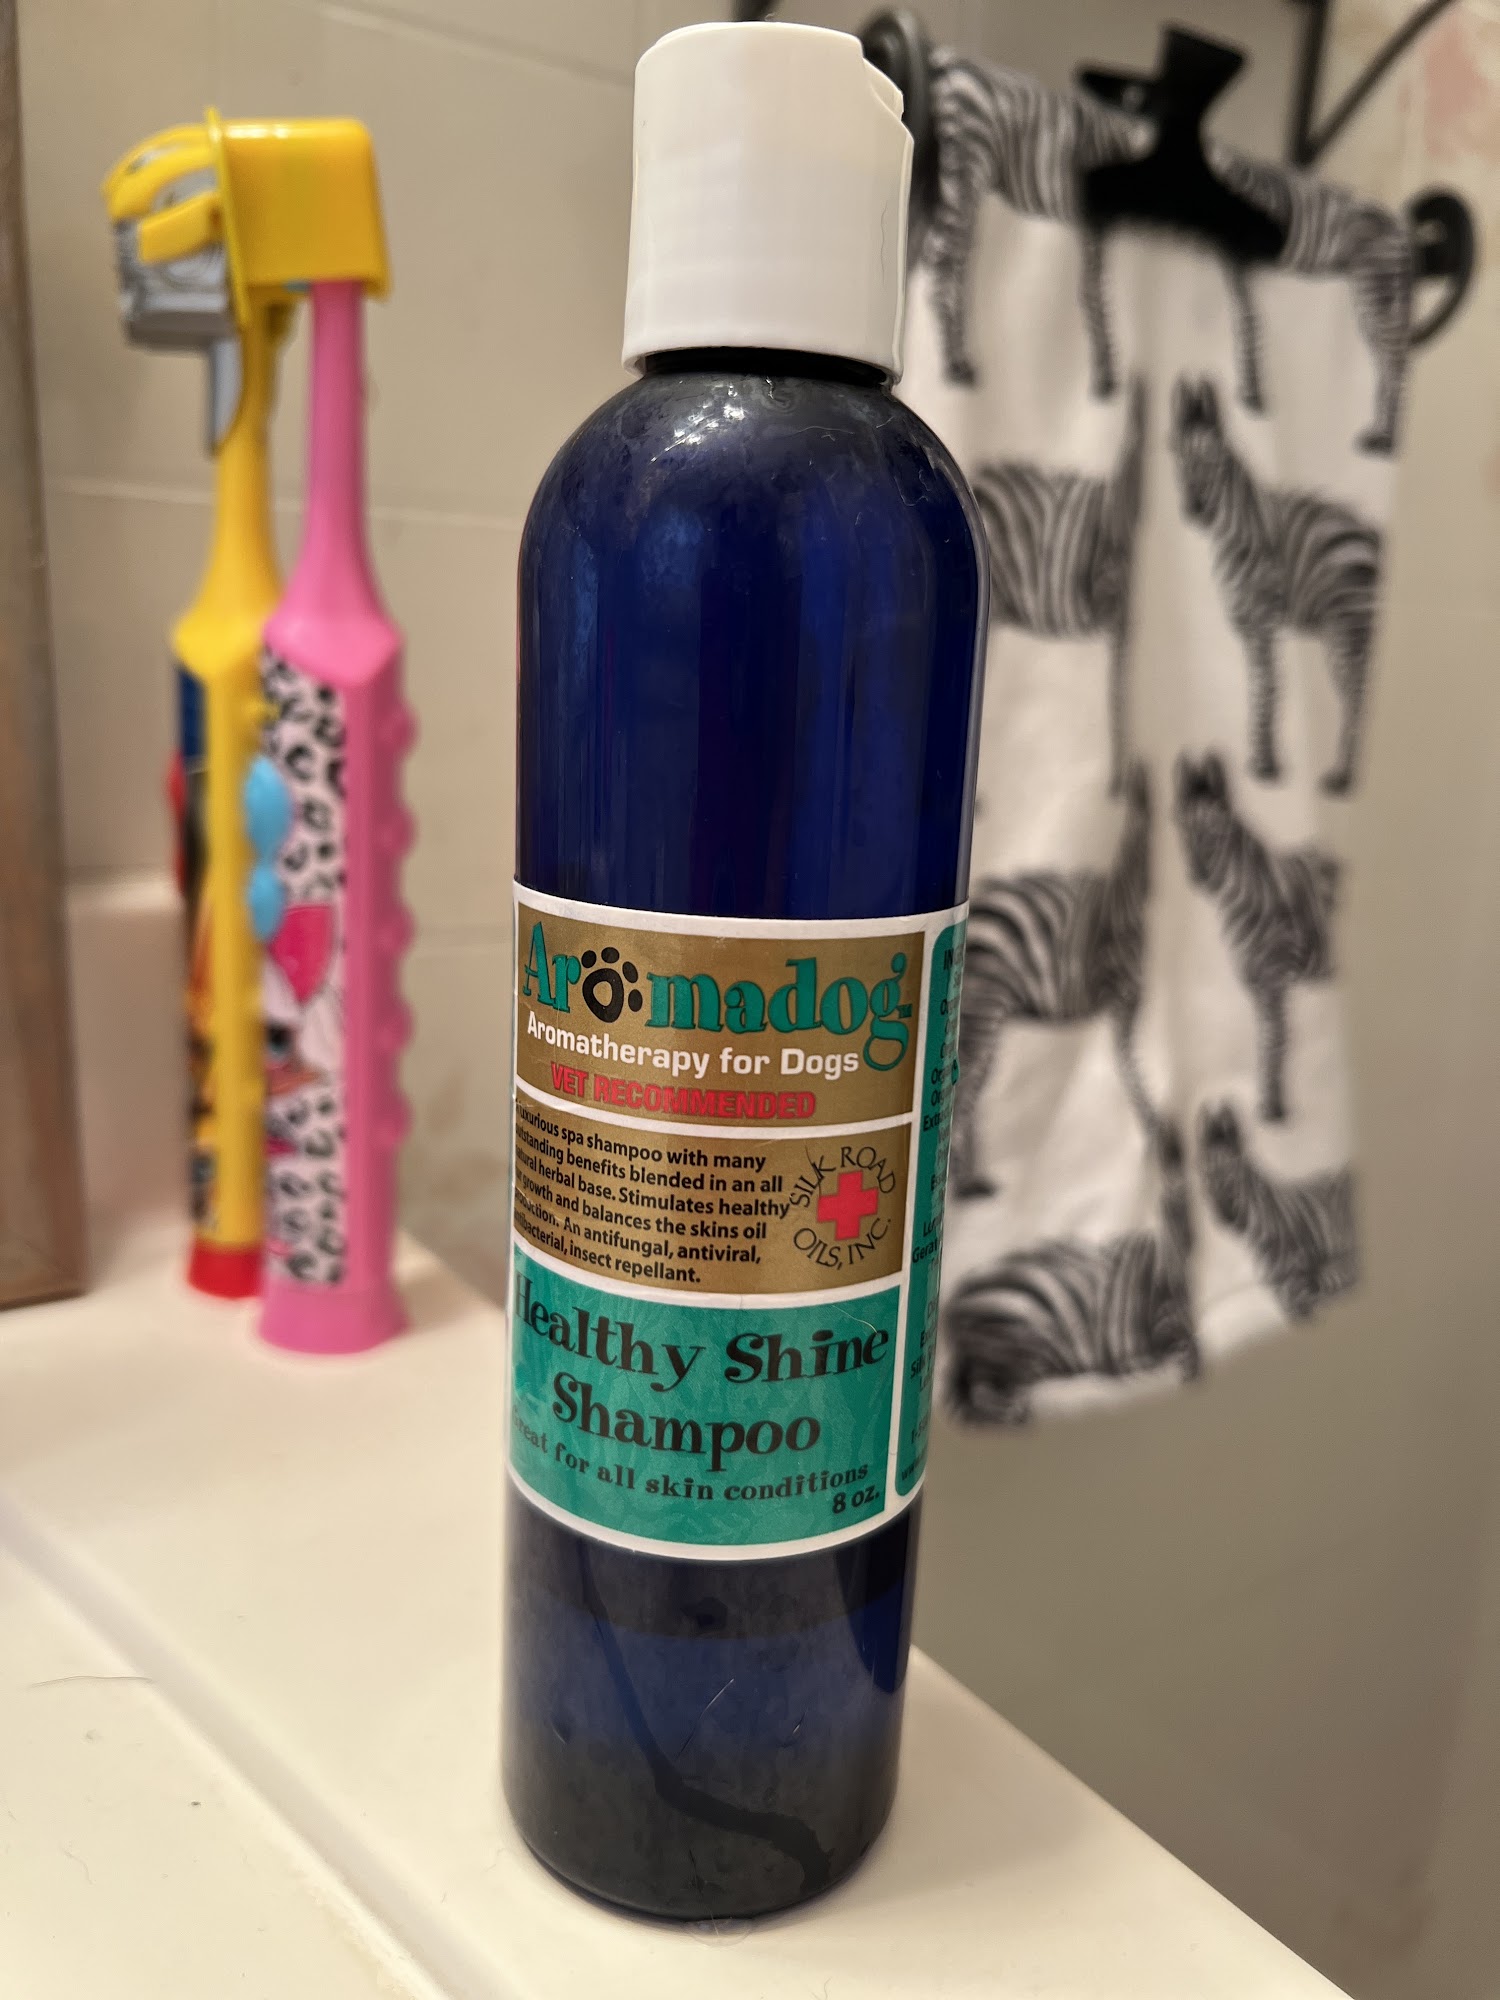 Aromadog
Aromatherapy for Dogs
VET RECOMMENDED
luxurious spa shampoo with many
outstanding benefits blended in an all
natural herbal base. Stimulates healthy
growth and balances the skins oil
production. An antifungal, antiviral,
antibacterial, insect repellant.
SILK ROAD
OILS, INC.
Healthy Shine
Shampoo
Great for all skin conditions
8 oz.